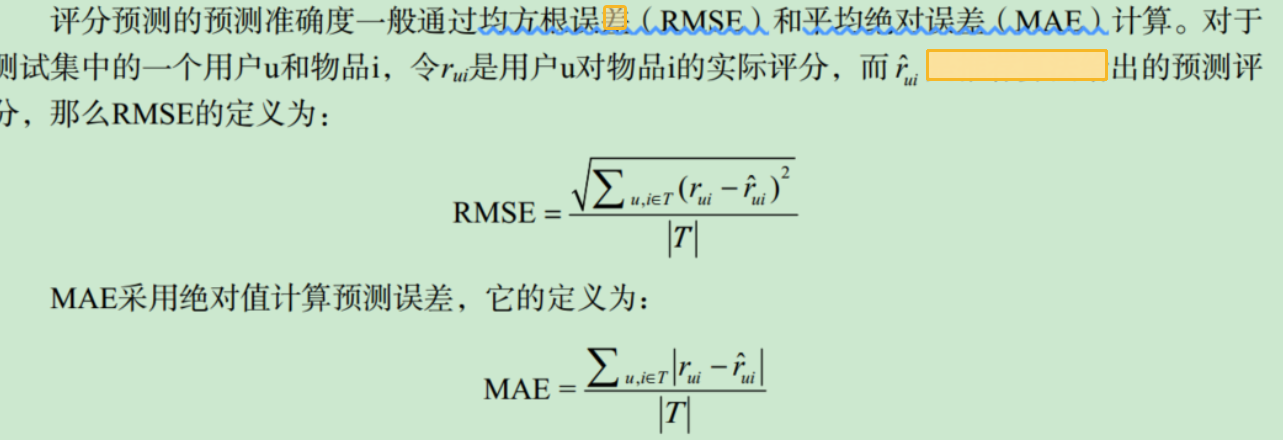 评分预测的预测准确度一般通过均方根误差（RMSE）和平均绝对误差（MAE）计算。对于
测试集中的一个用户u和物品i，令r_{ui}是用户u对物品i的实际评分，而 \hat{r}_{ui} 出的预测评
分，那么RMSE的定义为：
RMSE = \frac{\sqrt{\sum_{u,i∈T}(r_{ui} − \hat{r}_{ui})^2}}{|T|}
MAE采用绝对值计算预测误差，它的定义为：
MAE = \frac{\sum_{u,i∈T}|r_{ui} − \hat{r}_{ui}|}{|T|}